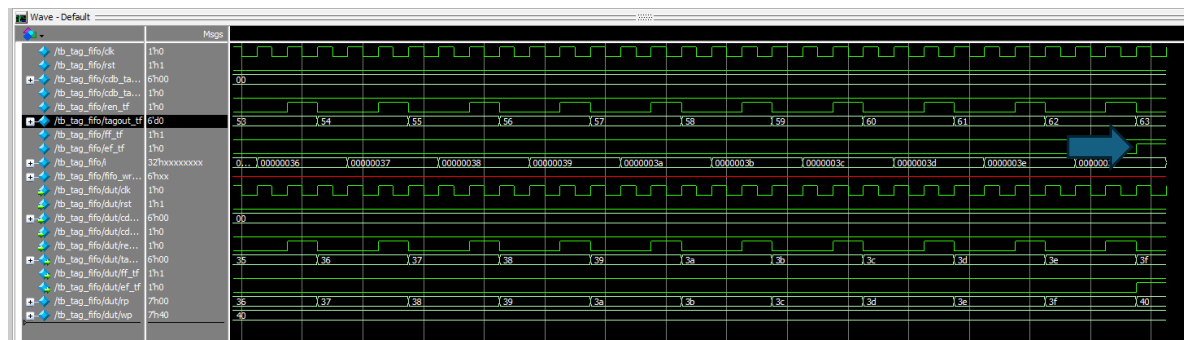 Wave - Default
Msgs
/tb_tag_fifo/clk 1'h0
/tb_tag_fifo/rst 1'h1
/tb_tag_fifo/cdb_ta... 6'h00 00
/tb_tag_fifo/cdb_ta... 1'h0
/tb_tag_fifo/ren_tf 1'h0
/tb_tag_fifo/tagout_tf 6'd0 53 54 55 56 57 58 59 60 61 62 63
/tb_tag_fifo/ff_tf 1'h1
/tb_tag_fifo/ef_tf 1'h0
/tb_tag_fifo/i 32'hxxxxxxxx 0... 00000036 00000037 00000038 00000039 0000003a 0000003b 0000003c 0000003d 0000003e 000000
/tb_tag_fifo/fifo_wr... 6'hxx
/tb_tag_fifo/dut/clk 1'h0
/tb_tag_fifo/dut/rst 1'h1
/tb_tag_fifo/dut/cd... 6'h00 00
/tb_tag_fifo/dut/cd... 1'h0
/tb_tag_fifo/dut/re... 1'h0
/tb_tag_fifo/dut/ta... 6'h00 35 36 37 38 39 3a 3b 3c 3d 3e 3f
/tb_tag_fifo/dut/ff_tf 1'h1
/tb_tag_fifo/dut/ef_tf 1'h0
/tb_tag_fifo/dut/rp 7'h00 36 37 38 39 3a 3b 3c 3d 3e 3f 40
/tb_tag_fifo/dut/wp 7'h40 40